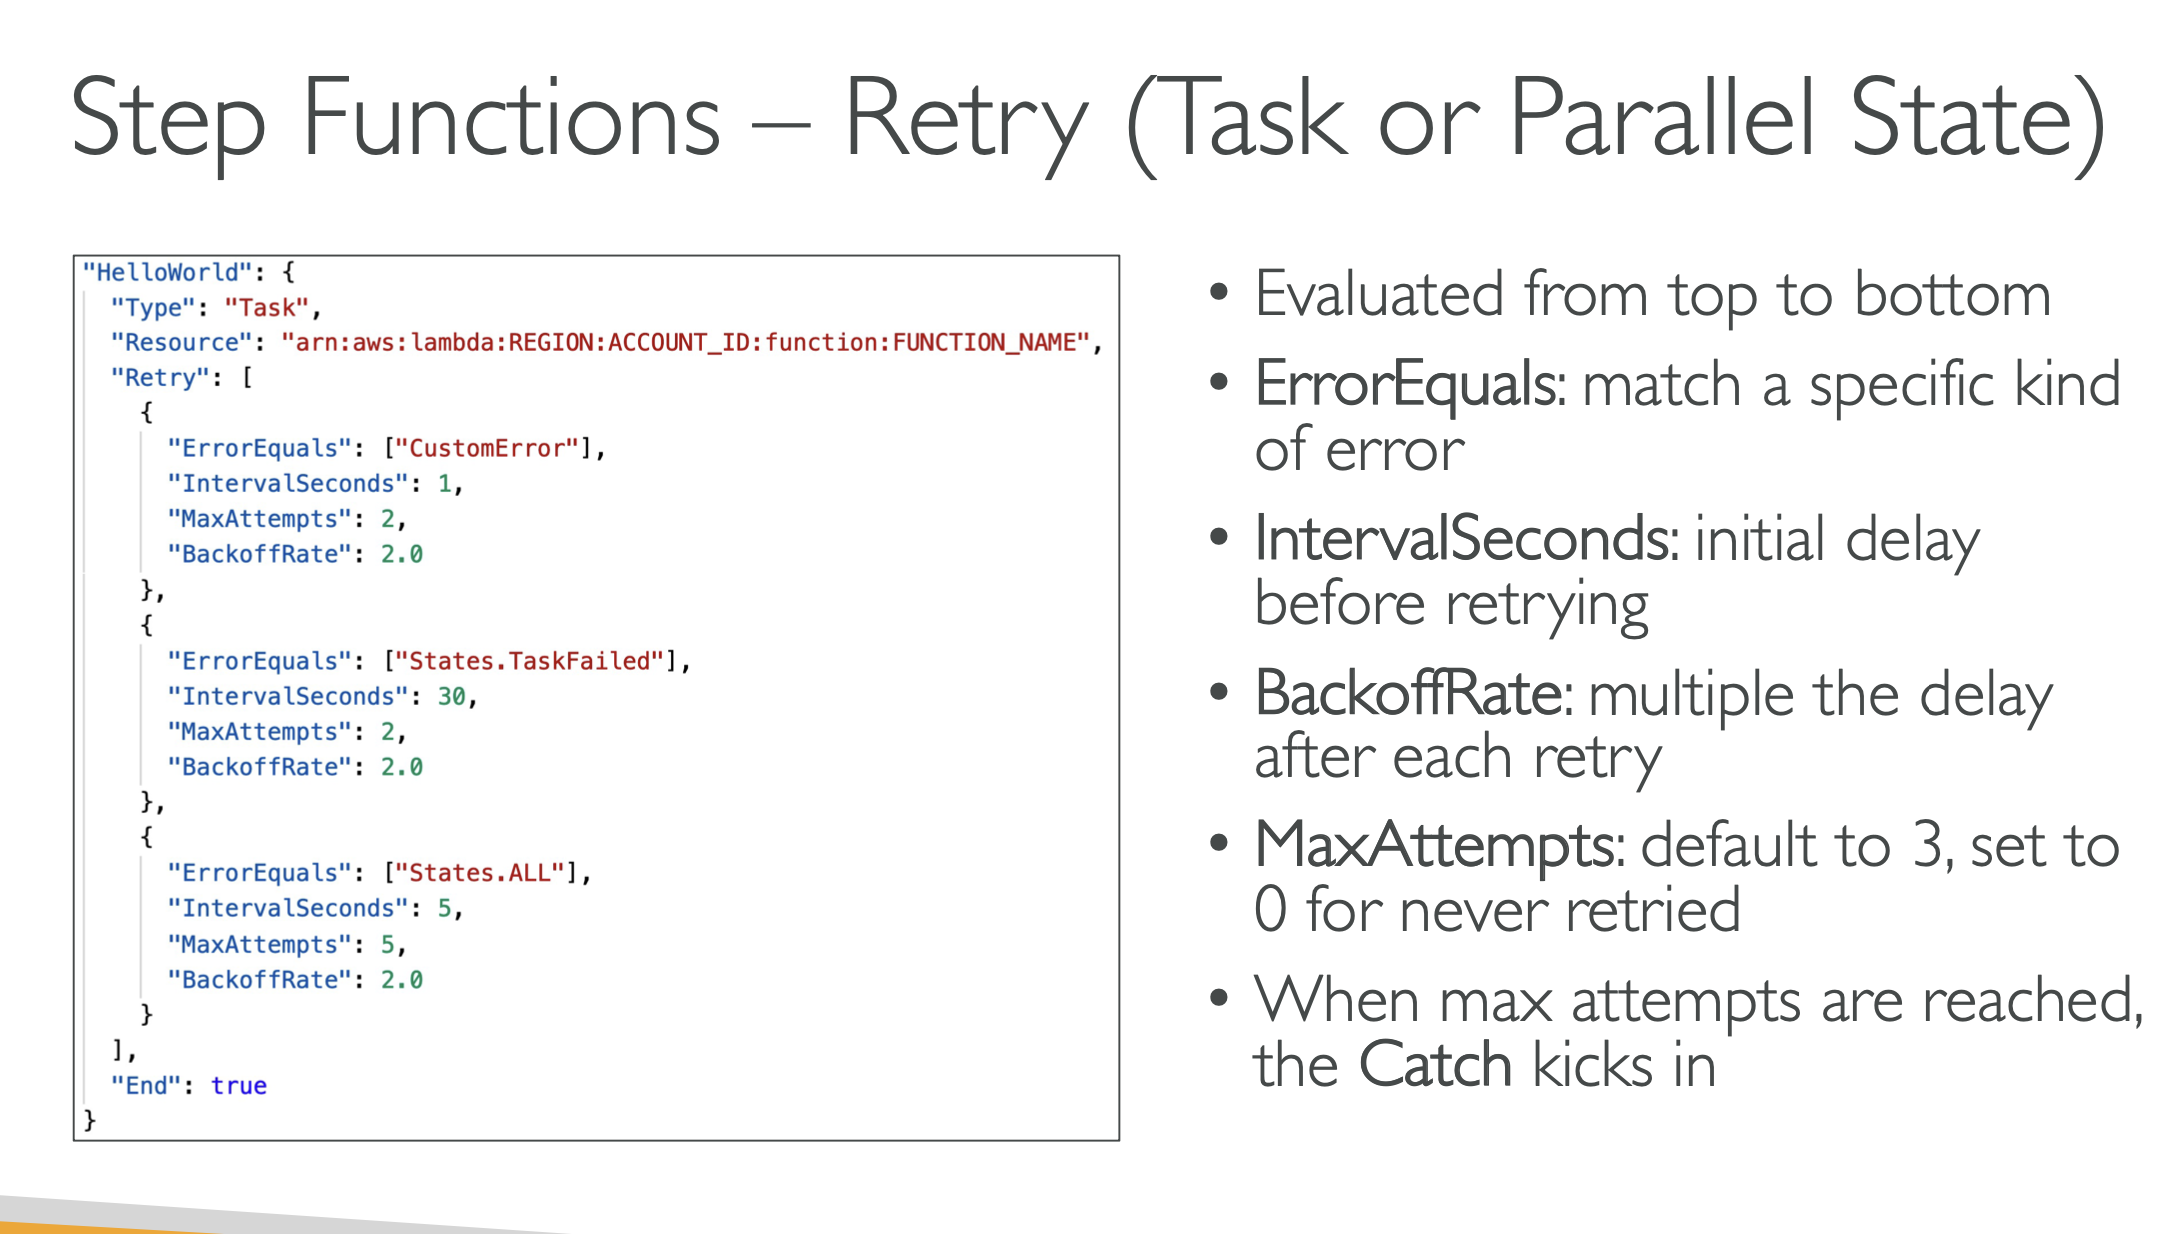 Step Functions – Retry (Task or Parallel State)
"HelloWorld": {
"Type": "Task",
"Resource": "arn:aws:lambda:REGION:ACCOUNT_ID:function:FUNCTION_NAME",
"Retry": [
{
"ErrorEquals": ["CustomError"],
"IntervalSeconds": 1,
"MaxAttempts": 2,
"BackoffRate": 2.0
},
{
"ErrorEquals": ["States.TaskFailed"],
"IntervalSeconds": 30,
"MaxAttempts": 2,
"BackoffRate": 2.0
},
{
"ErrorEquals": ["States.ALL"],
"IntervalSeconds": 5,
"MaxAttempts": 5,
"BackoffRate": 2.0
}
],
"End": true
}
• Evaluated from top to bottom
• ErrorEquals: match a specific kind
of error
• IntervalSeconds: initial delay
before retrying
• BackoffRate: multiple the delay
after each retry
• MaxAttempts: default to 3, set to
0 for never retried
• When max attempts are reached,
the Catch kicks in